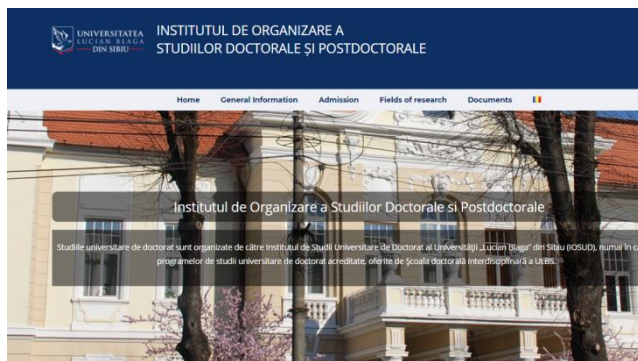 UNIVERSITATEA
LUCIAN BLAGA
DIN SIBIU
INSTITUTUL DE ORGANIZARE A
STUDIILOR DOCTORALE ȘI POSTDOCTORALE
Home General Information Admission Fields of research Documents
Institutul de Organizare a Studiilor Doctorale si Postdoctorale
Studiile universitare de doctorat sunt organizate de către Institutul de Studii Universitare de Doctorat al Universității „Lucian Blaga” din Sibiu (IOSUD), numai în
programelor de studii universitare de doctorat acreditate, oferite de Școala doctorală interdisciplinară a ULBS.